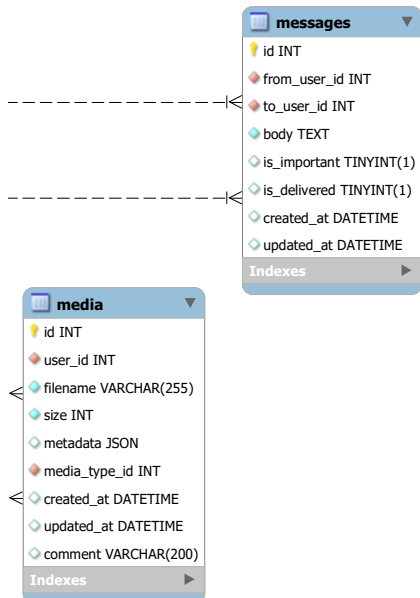 messages
id INT
from_user_id INT
to_user_id INT
body TEXT
is_important TINYINT(1)
is_delivered TINYINT(1)
created_at DATETIME
updated_at DATETIME
Indexes
media
id INT
user_id INT
filename VARCHAR(255)
size INT
metadata JSON
media_type_id INT
created_at DATETIME
updated_at DATETIME
comment VARCHAR(200)
Indexes